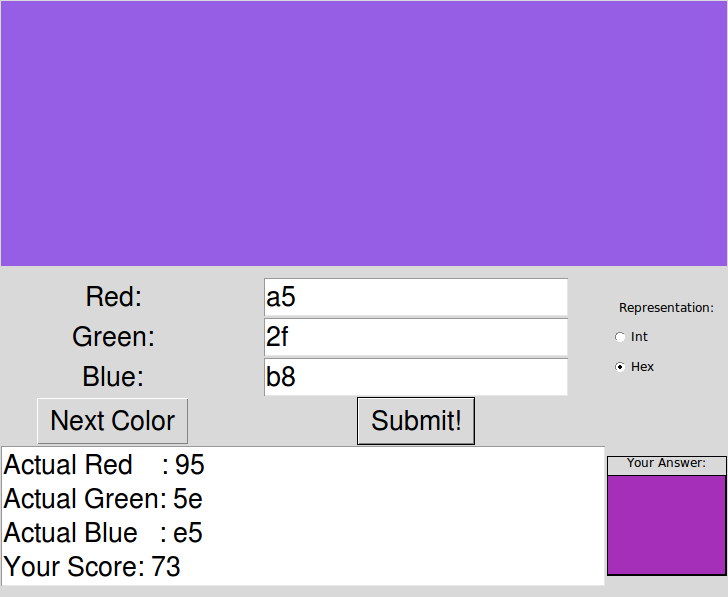 Red: a5
Representation:
Green: 2f
Int
Blue: b8
Hex
Next Color
Submit!
Actual Red : 95
Actual Green: 5e
Actual Blue : e5
Your Score: 73
Your Answer: